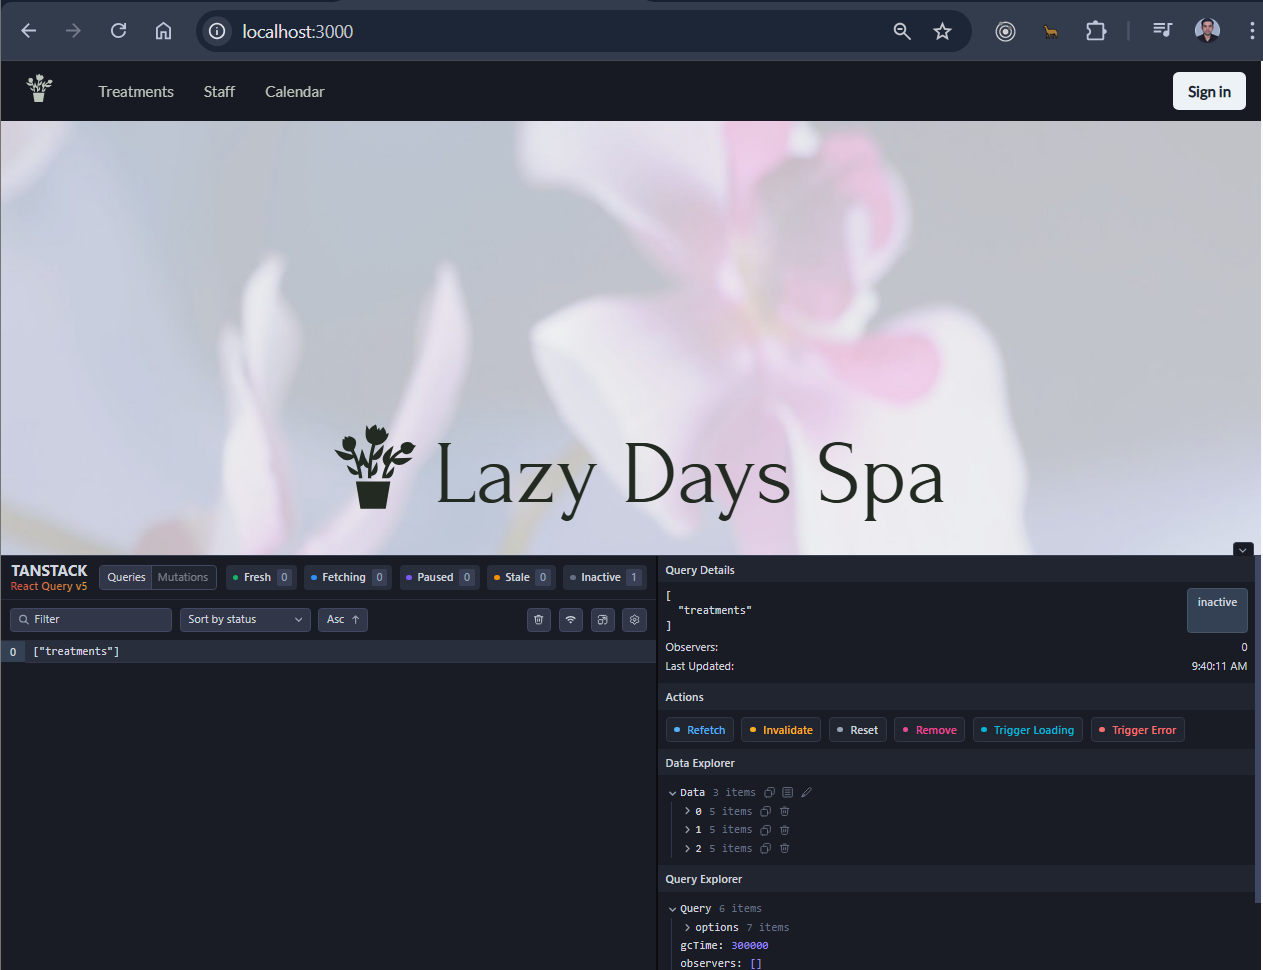 localhost:3000
Treatments Staff Calendar Sign in
Lazy Days Spa
TANSTACK
React Query v5
Queries Mutations Fresh 0 Fetching 0 Paused 0 Stale 0 Inactive 1
Filter Sort by status Asc ↑
0 ["treatments"]
Query Details
[
"treatments"
]
inactive
Observers: 0
Last Updated: 9:40:11 AM
Actions
Refetch Invalidate Reset Remove Trigger Loading Trigger Error
Data Explorer
Data 3 items
0 5 items
1 5 items
2 5 items
Query Explorer
Query 6 items
options 7 items
gcTime: 300000
observers: []